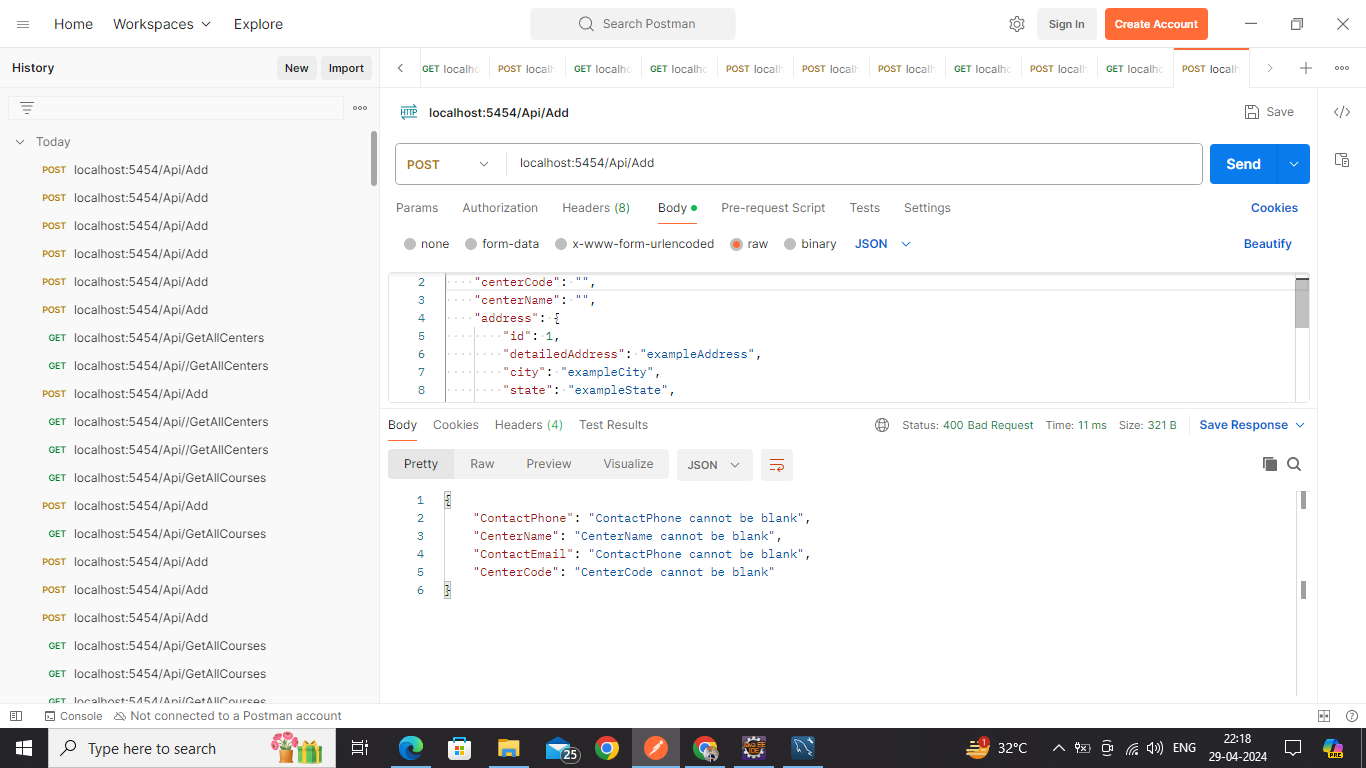 Home Workspaces Explore Search Postman Sign In Create Account
History New Import GET localho POST localh GET localho GET localho POST localh POST localh POST localh GET localho POST localh GET localho POST localh
HTTP localhost:5454/Api/Add Save
Today
POST localhost:5454/Api/Add
POST localhost:5454/Api/Add
POST localhost:5454/Api/Add
POST localhost:5454/Api/Add
POST localhost:5454/Api/Add
POST localhost:5454/Api/Add
GET localhost:5454/Api/GetAllCenters
GET localhost:5454/Api//GetAllCenters
POST localhost:5454/Api/Add
GET localhost:5454/Api//GetAllCenters
GET localhost:5454/Api//GetAllCenters
GET localhost:5454/Api/GetAllCourses
POST localhost:5454/Api/Add
GET localhost:5454/Api/GetAllCourses
POST localhost:5454/Api/Add
POST localhost:5454/Api/Add
POST localhost:5454/Api/Add
GET localhost:5454/Api/GetAllCourses
GET localhost:5454/Api/GetAllCourses
GET localhost:5454/Api/GetAllCourses
POST localhost:5454/Api/Add Send
Params Authorization Headers (8) Body Pre-request Script Tests Settings Cookies
none form-data x-www-form-urlencoded raw binary JSON Beautify
2 "centerCode": "",
3 "centerName": "",
4 "address": {
5 "id": 1,
6 "detailedAddress": "exampleAddress",
7 "city": "exampleCity",
8 "state": "exampleState",
Body Cookies Headers (4) Test Results Status: 400 Bad Request Time: 11 ms Size: 321 B Save Response
Pretty Raw Preview Visualize JSON
1 {
2 "ContactPhone": "ContactPhone cannot be blank",
3 "CenterName": "CenterName cannot be blank",
4 "ContactEmail": "ContactPhone cannot be blank",
5 "CenterCode": "CenterCode cannot be blank"
6 }
Console Not connected to a Postman account
Type here to search 25 1 32°C ENG 22:18
29-04-2024
PRE